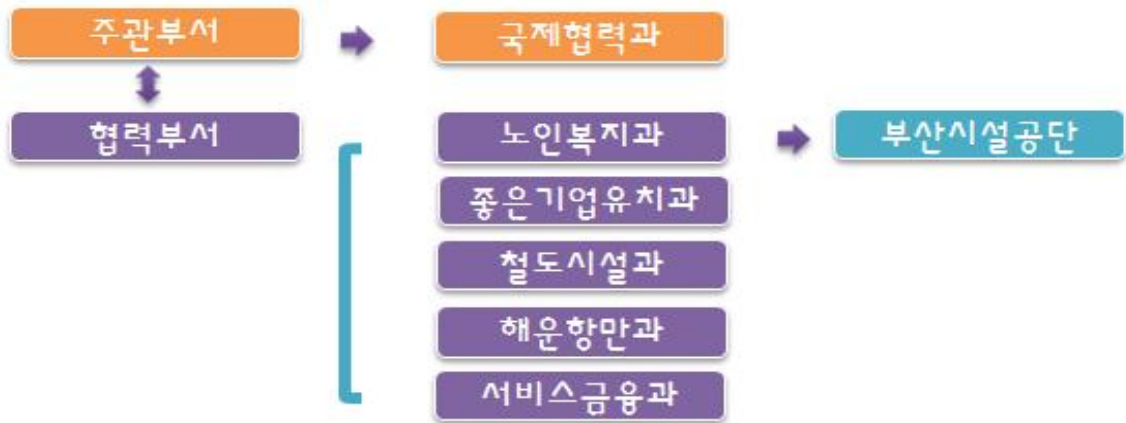 주관부서
국제협력과
협력부서
노인복지과
부산시설공단
좋은기업유치과
철도시설과
해운항만과
서비스금융과